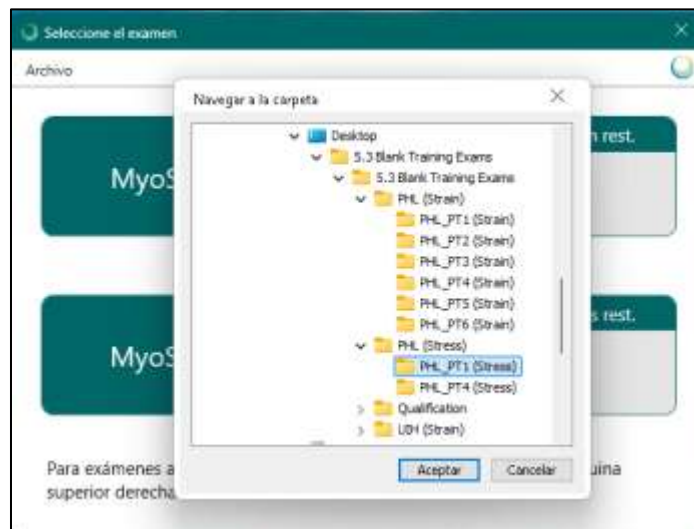 Seleccione el examen
Archivo
Navegar a la carpeta
n rest.
Desktop
5.3 Blank Training Exams
5.3 Blank Training Exams
PHL (Strain)
MyoS
PHL_PT1 (Strain)
PHL_PT2 (Strain)
PHL_PT3 (Strain)
PHL_PT4 (Strain)
PHL_PT5 (Strain)
PHL_PT6 (Strain)
s rest.
PHL (Stress)
MyoS
PHL_PT1 (Stress)
PHL_PT4 (Stress)
Qualification
UIH (Strain)
Para exámenes a
uina
superior derecha
Aceptar
Cancelar